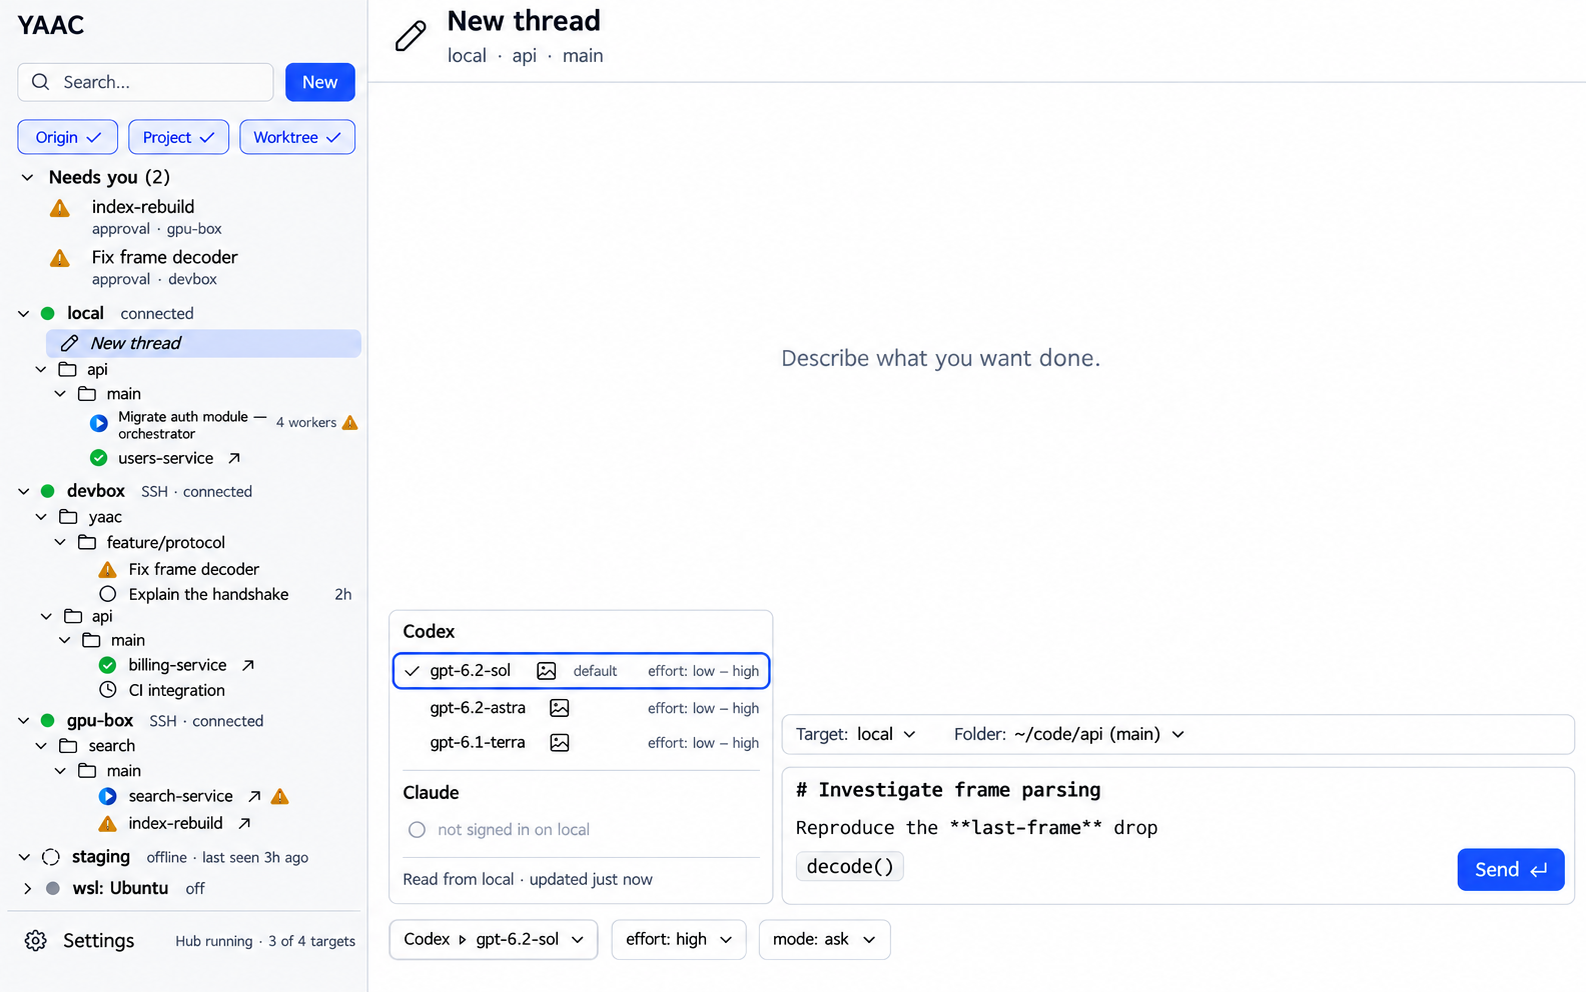 YAAC
Search...
New
Origin
Project
Worktree
Needs you (2)
index-rebuild
approval · gpu-box
Fix frame decoder
approval · devbox
local connected
New thread
api
main
Migrate auth module —
orchestrator
4 workers
users-service
devbox SSH · connected
yaac
feature/protocol
Fix frame decoder
Explain the handshake 2h
api
main
billing-service
CI integration
gpu-box SSH · connected
search
main
search-service
index-rebuild
staging offline · last seen 3h ago
wsl: Ubuntu off
Settings Hub running · 3 of 4 targets
New thread
local · api · main
Describe what you want done.
Codex
gpt-6.2-sol default effort: low – high
gpt-6.2-astra effort: low – high
gpt-6.1-terra effort: low – high
Claude
not signed in on local
Read from local · updated just now
Target: local Folder: ~/code/api (main)
# Investigate frame parsing
Reproduce the **last-frame** drop
decode()
Send
Codex gpt-6.2-sol
effort: high
mode: ask